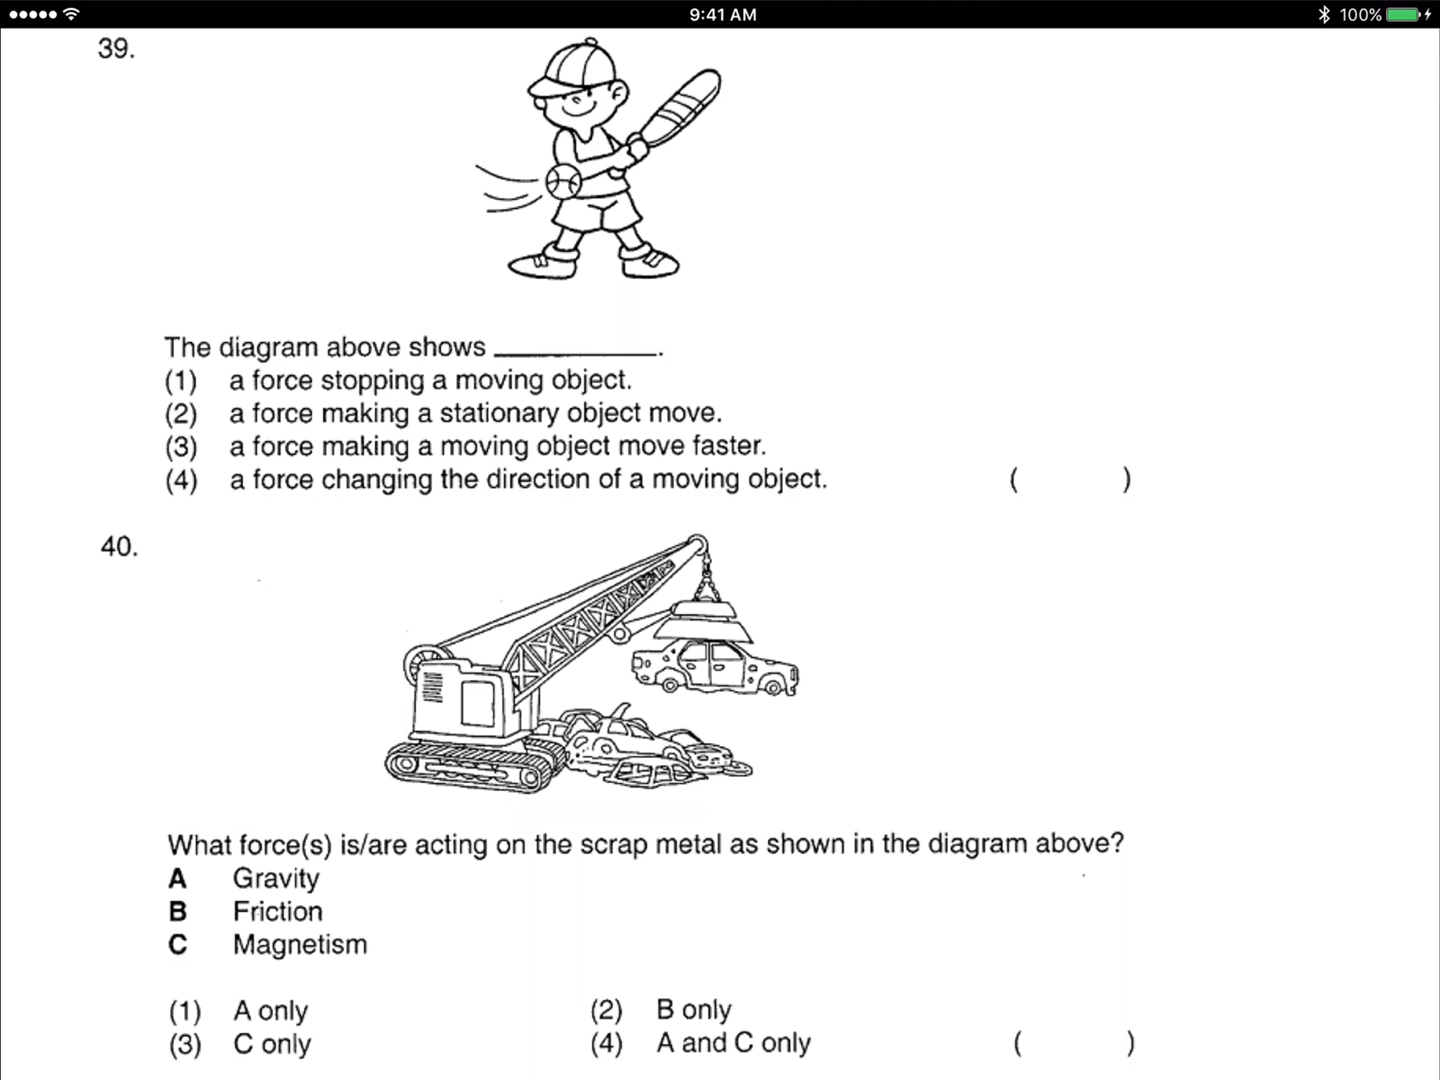 9:41 AM
100%
39.
The diagram above shows ____________.
(1) a force stopping a moving object.
(2) a force making a stationary object move.
(3) a force making a moving object move faster.
(4) a force changing the direction of a moving object. ( )
40.
What force(s) is/are acting on the scrap metal as shown in the diagram above?
A Gravity
B Friction
C Magnetism
(1) A only (2) B only
(3) C only (4) A and C only ( )